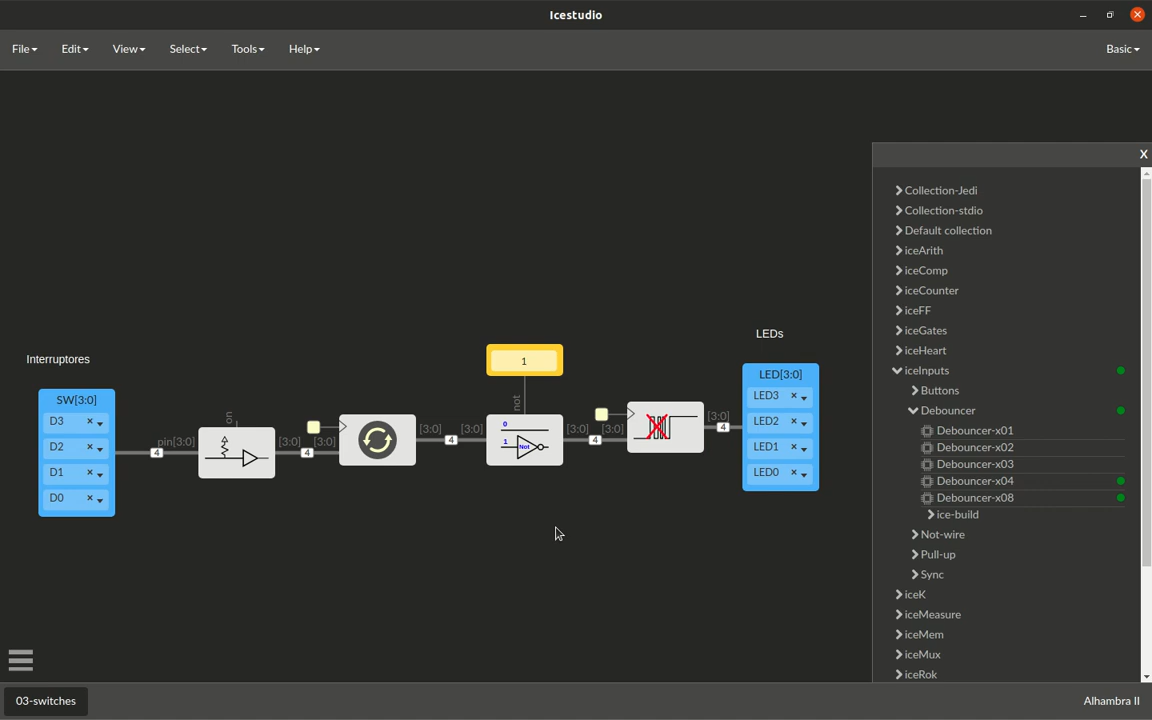 Icestudio
File Edit View Select Tools Help Basic
X
Collection-Jedi
Collection-stdio
Default collection
iceArith
iceComp
iceCounter
iceFF
iceGates
iceHeart
iceInputs
Buttons
Debouncer
Debouncer-x01
Debouncer-x02
Debouncer-x03
Debouncer-x04
Debouncer-x08
ice-build
Not-wire
Pull-up
Sync
iceK
iceMeasure
iceMem
iceMux
iceRok
Interruptores
SW[3:0]
D3
D2
D1
D0
4
pin[3:0]
on
[3:0]
4
[3:0]
[3:0]
4
[3:0]
1
not
0
1
Not
[3:0]
4
[3:0]
[3:0]
4
LEDs
LED[3:0]
LED3
LED2
LED1
LED0
03-switches
Alhambra II